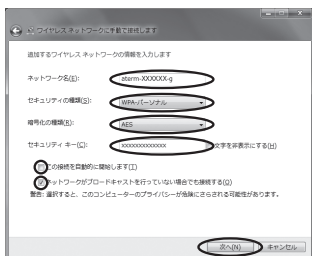 ワイヤレス ネットワークに手動で接続します
追加するワイヤレス ネットワークの情報を入力します
ネットワーク名(E): aterm-XXXXXX-g
セキュリティの種類(S): WPA-パーソナル
暗号化の種類(R): AES
セキュリティ キー(C): xxxxxxxxxxxxx 文字を非表示にする(H)
この接続を自動的に開始します(T)
ネットワークがブロードキャストを行っていない場合でも接続する(O)
警告: 選択すると、このコンピューターのプライバシーが危険にさらされる可能性があります。
次へ(N) キャンセル